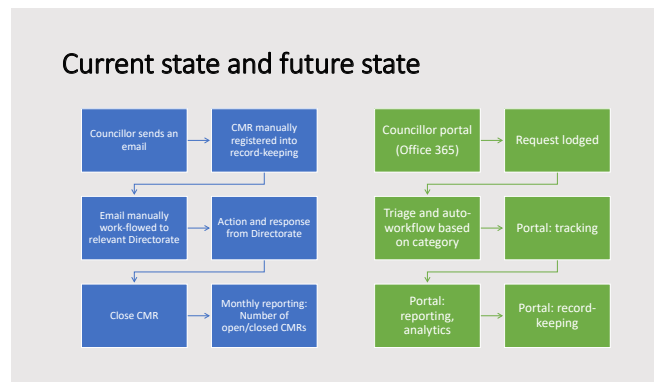 Current state and future state
Councillor sends an
email
CMR manually
registered into
record-keeping
Email manually
work-flowed to
relevant Directorate
Action and response
from Directorate
Close CMR
Monthly reporting:
Number of
open/closed CMRs
Councillor portal
(Office 365)
Request lodged
Triage and auto-
workflow based
on category
Portal: tracking
Portal:
reporting,
analytics
Portal: record-
keeping